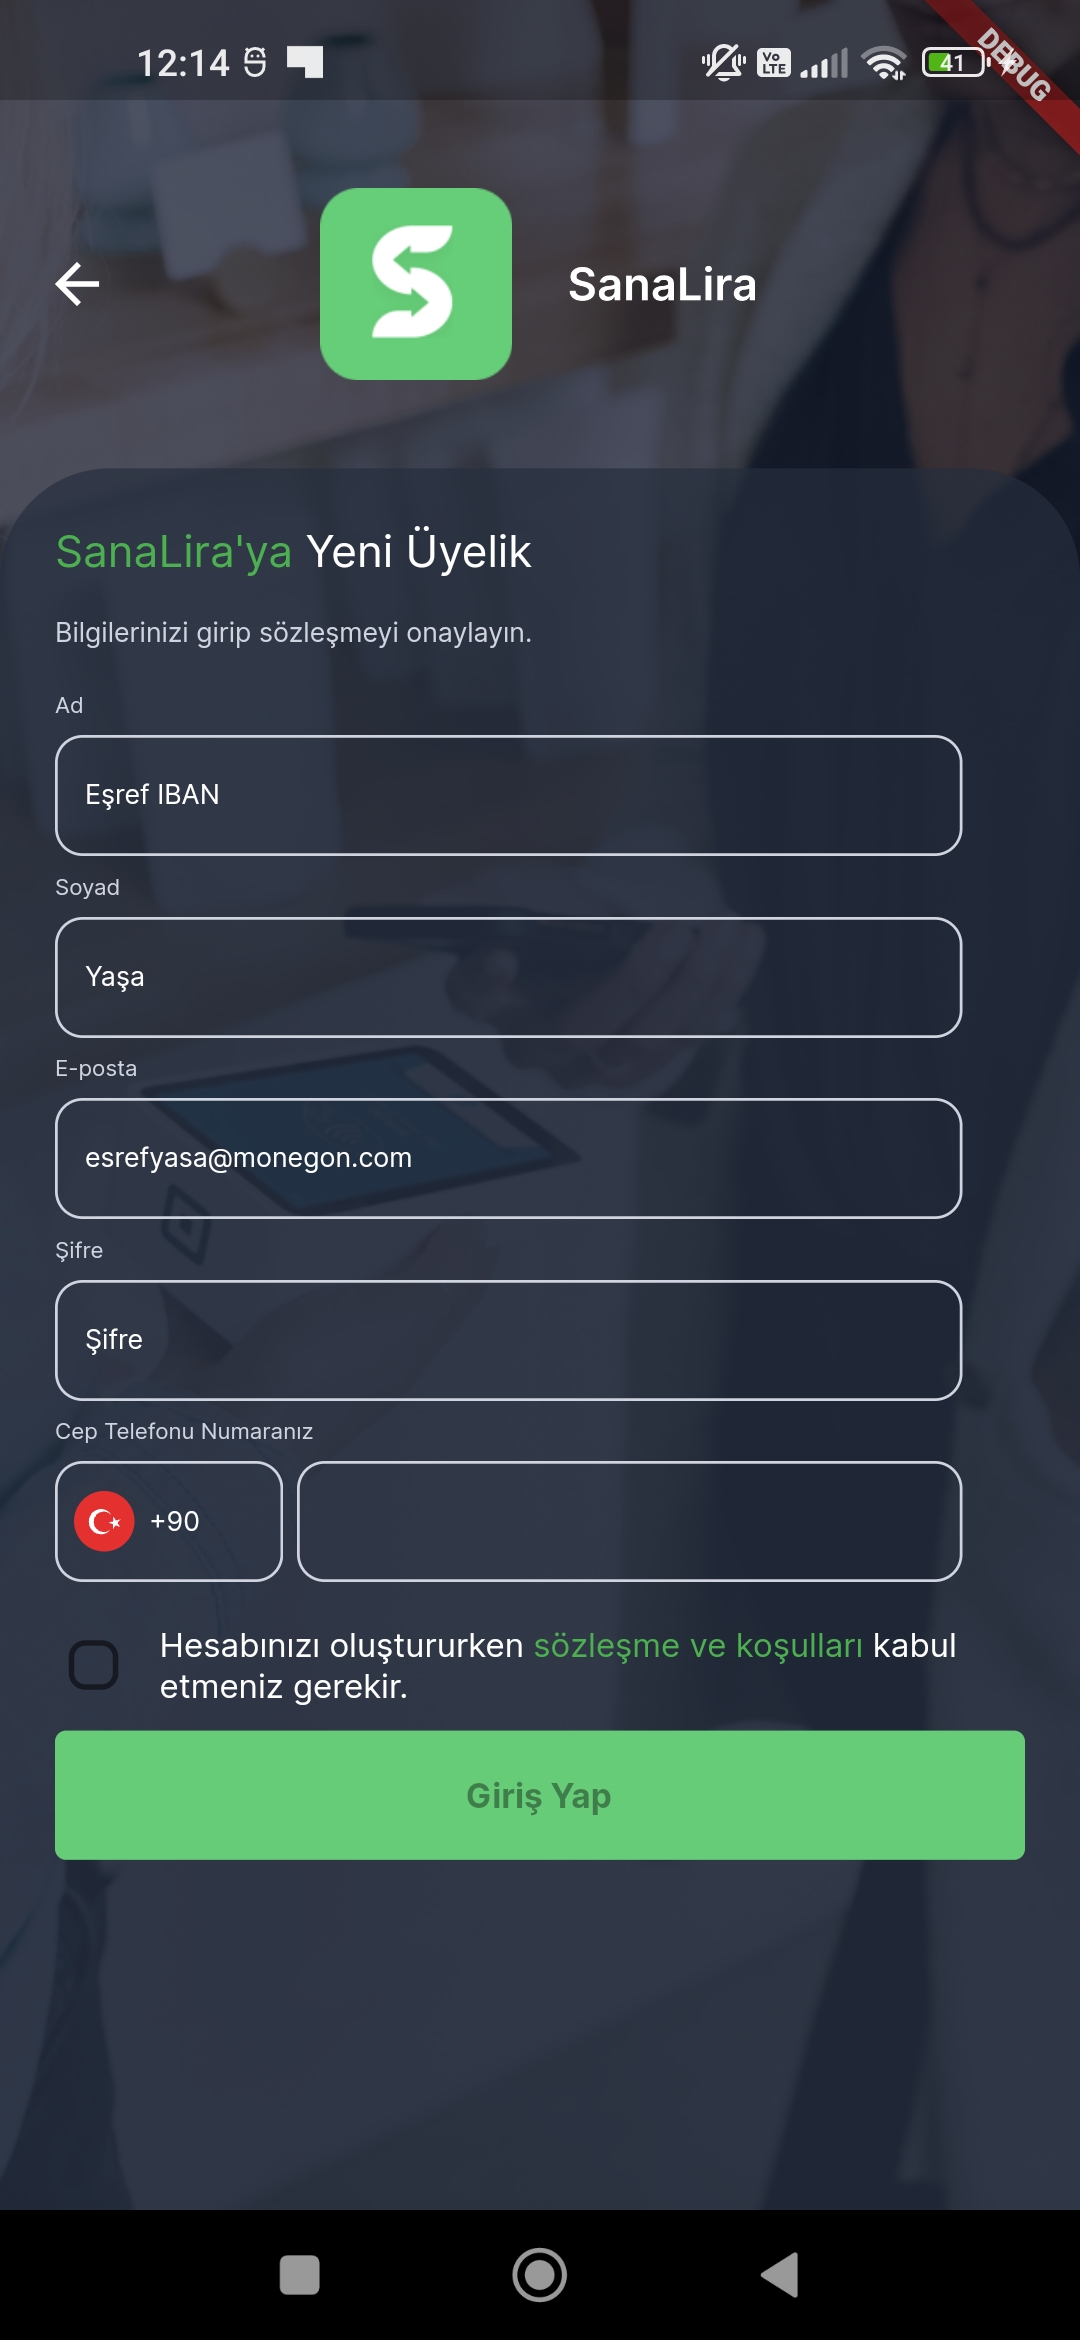 12:14
Vo LTE
41
DEBUG
SanaLira
SanaLira'ya Yeni Üyelik
Bilgilerinizi girip sözleşmeyi onaylayın.
Ad
Eşref IBAN
Soyad
Yaşa
E-posta
esrefyasa@monegon.com
Şifre
Şifre
Cep Telefonu Numaranız
+90
Hesabınızı oluştururken sözleşme ve koşulları kabul
etmeniz gerekir.
Giriş Yap